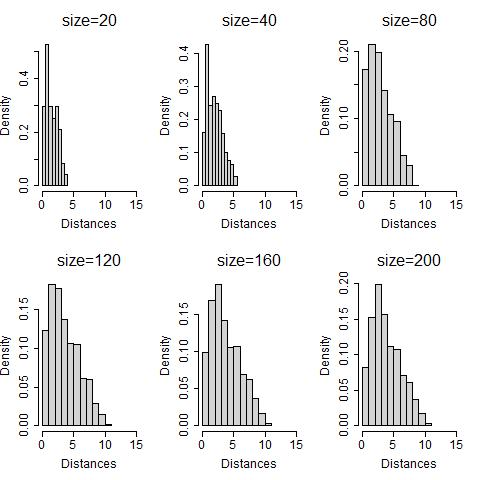 size=20
size=40
size=80
Density
0.0
0.2
0.4
Density
0.0
0.1
0.2
0.3
0.4
Density
0.00
0.10
0.20
0 5 10 15
0 5 10 15
0 5 10 15
Distances
Distances
Distances
size=120
size=160
size=200
Density
0.00
0.05
0.10
0.15
Density
0.00
0.05
0.10
0.15
Density
0.00
0.05
0.10
0.15
0.20
0 5 10 15
0 5 10 15
0 5 10 15
Distances
Distances
Distances